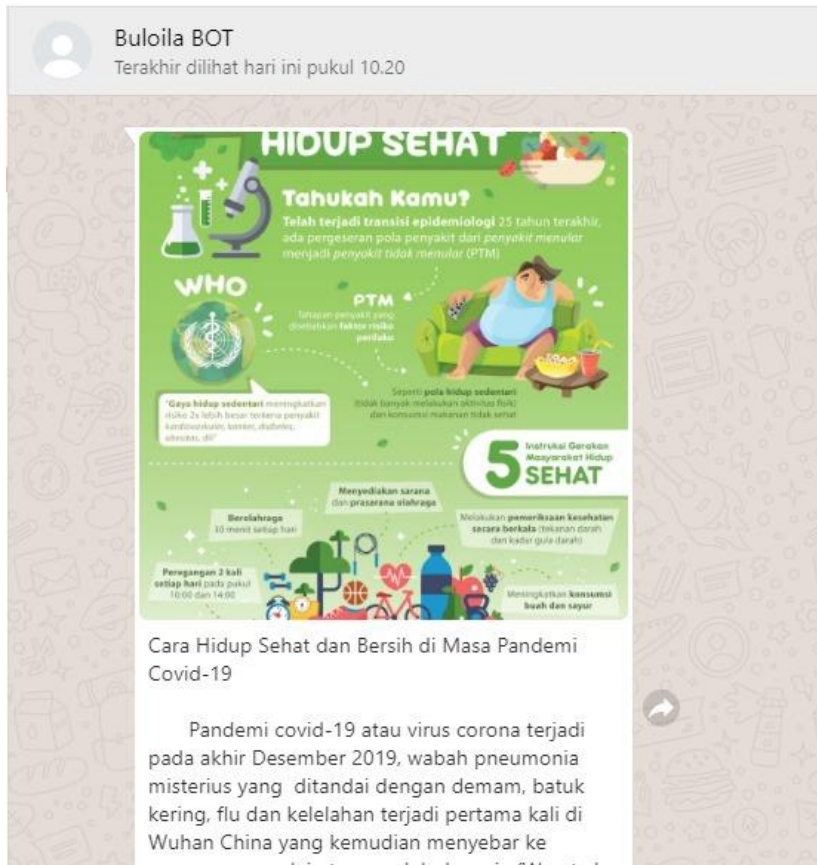 Buloila BOT
Terakhir dilihat hari ini pukul 10.20
HIDUP SEHAT
Tahukah Kamu?
Telah terjadi transisi epidemiologi 25 tahun terakhir,
ada pergeseran pola penyakit dari penyakit menular
menjadi penyakit tidak menular (PTM)
WHO
PTM
Tahapan penyakit yang
disebabkan faktor risiko
perilaku
"Gaya hidup sedentari meningkatkan
risiko 2x lebih besar terkena penyakit
kardiovaskular, kanker, diabetes,
obesitas, dll"
Seperti pola hidup sedentari
(tidak banyak melakukan aktivitas fisik)
dan konsumsi makanan tidak sehat
5 Instruksi Gerakan
Masyarakat Hidup
SEHAT
Menyediakan sarana
dan prasarana olahraga
Berolahraga
30 menit setiap hari
Melakukan pemeriksaan kesehatan
secara berkala (tekanan darah
dan kadar gula darah)
Peregangan 2 kali
setiap hari pada pukul
10:00 dan 14:00
Meningkatkan konsumsi
buah dan sayur
Cara Hidup Sehat dan Bersih di Masa Pandemi
Covid-19
Pandemi covid-19 atau virus corona terjadi
pada akhir Desember 2019, wabah pneumonia
misterius yang ditandai dengan demam, batuk
kering, flu dan kelelahan terjadi pertama kali di
Wuhan China yang kemudian menyebar ke